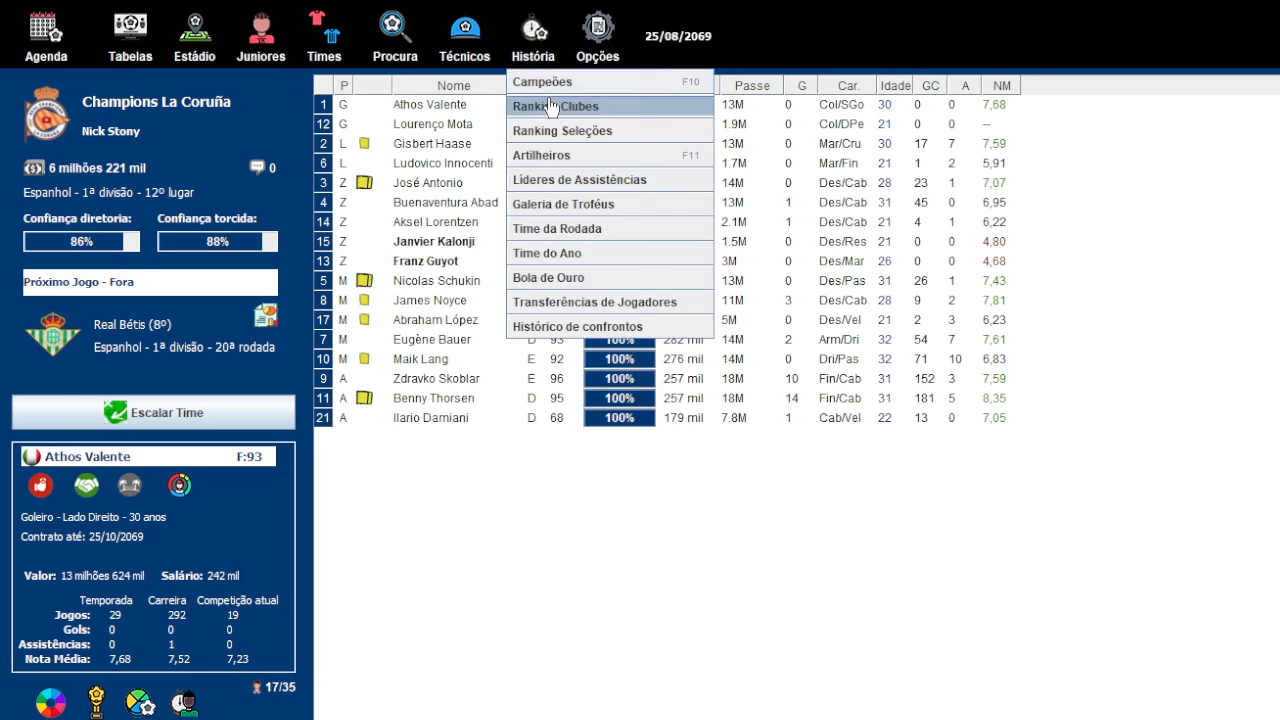 Agenda Tabelas Estádio Juniores Times Procura Técnicos História Opções 25/08/2069
Champions La Coruña
Nick Stony
6 milhões 221 mil 0
Espanhol - 1ª divisão - 12º lugar
Confiança diretoria: Confiança torcida:
86% 88%
Próximo Jogo - Fora
Real Bétis (8º)
Espanhol - 1ª divisão - 20ª rodada
Escalar Time
Athos Valente F:93
Goleiro - Lado Direito - 30 anos
Contrato até: 25/10/2069
Valor: 13 milhões 624 mil Salário: 242 mil
Temporada Carreira Competição atual
Jogos: 29 292 19
Gols: 0 0 0
Assistências: 0 1 0
Nota Média: 7,68 7,52 7,23
17/35
Campeões F10
Ranking Clubes
Ranking Seleções
Artilheiros F11
Líderes de Assistências
Galeria de Troféus
Time da Rodada
Time do Ano
Bola de Ouro
Transferências de Jogadores
Histórico de confrontos
P Nome Passe G Car. Idade GC A NM
1 G Athos Valente 13M 0 Col/SGo 30 0 0 7,68
12 G Lourenço Mota 1.9M 0 Col/DPe 21 0 0 --
2 L Gisbert Haase 13M 0 Mar/Cru 30 17 7 7,59
6 L Ludovico Innocenti 1.7M 0 Mar/Fin 21 1 2 5,91
3 Z José Antonio 14M 0 Des/Cab 28 23 1 7,07
4 Z Buenaventura Abad 13M 1 Des/Cab 31 45 0 6,95
14 Z Aksel Lorentzen 2.1M 0 Des/Cab 21 4 1 6,22
15 Z Janvier Kalonji 1.5M 0 Des/Res 21 0 0 4,80
13 Z Franz Guyot 3M 0 Des/Mar 26 0 0 4,68
5 M Nicolas Schukin 13M 0 Des/Pas 31 26 1 7,43
8 M James Noyce 11M 3 Des/Cab 28 9 2 7,81
17 M Abraham López 5M 0 Des/Vel 21 2 3 6,23
7 M Eugène Bauer D 93 100% 282 mil 14M 2 Arm/Dri 32 54 7 7,61
10 M Maik Lang E 92 100% 276 mil 14M 0 Dri/Pas 32 71 10 6,83
9 A Zdravko Skoblar E 96 100% 257 mil 18M 10 Fin/Cab 31 152 3 7,59
11 A Benny Thorsen D 95 100% 257 mil 18M 14 Fin/Cab 31 181 5 8,35
21 A Ilario Damiani D 68 100% 179 mil 7.8M 1 Cab/Vel 22 13 0 7,05